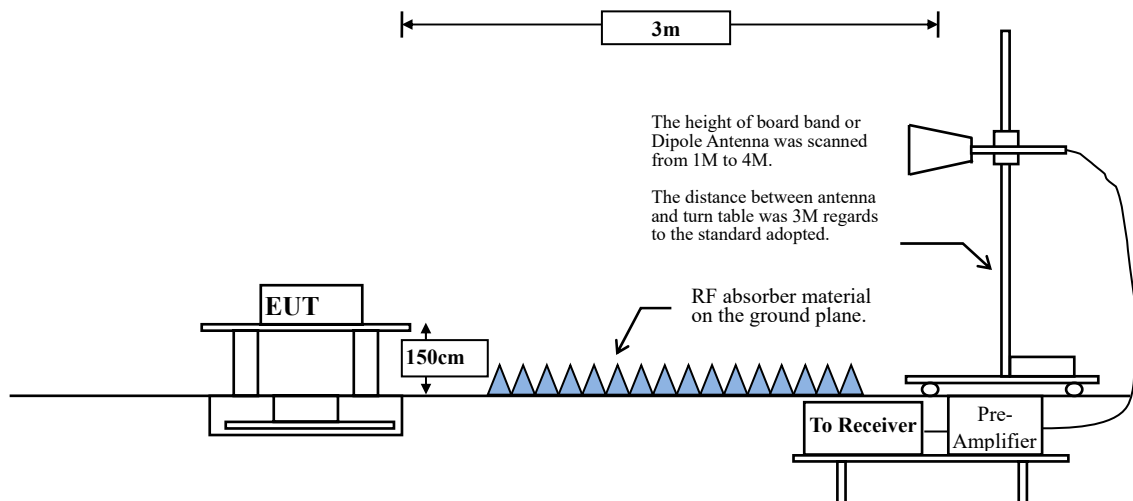 3m
The height of board band or
Dipole Antenna was scanned
from 1M to 4M.
The distance between antenna
and turn table was 3M regards
to the standard adopted.
EUT
RF absorber material
on the ground plane.
150cm
To Receiver
Pre-
Amplifier